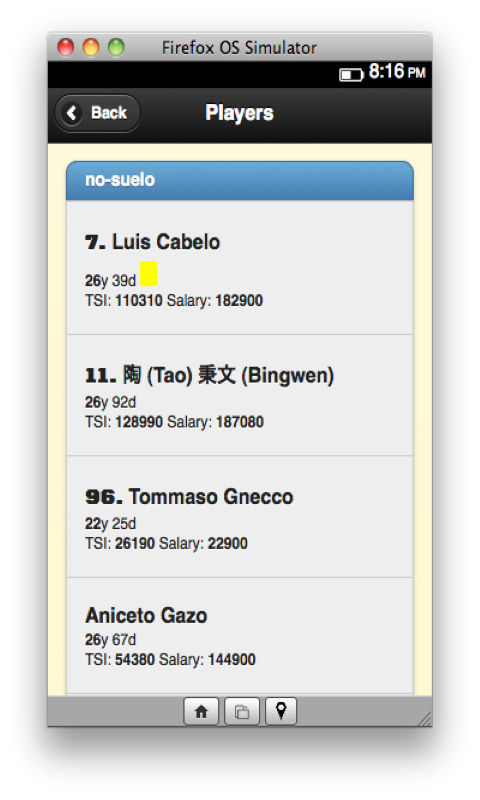 Firefox OS Simulator
8:16 PM
Back
Players
no-suelo
7. Luis Cabelo
26y 39d
TSI: 110310 Salary: 182900
11. 陶 (Tao) 秉文 (Bingwen)
26y 92d
TSI: 128990 Salary: 187080
96. Tommaso Gnecco
22y 25d
TSI: 26190 Salary: 22900
Aniceto Gazo
26y 67d
TSI: 54380 Salary: 144900